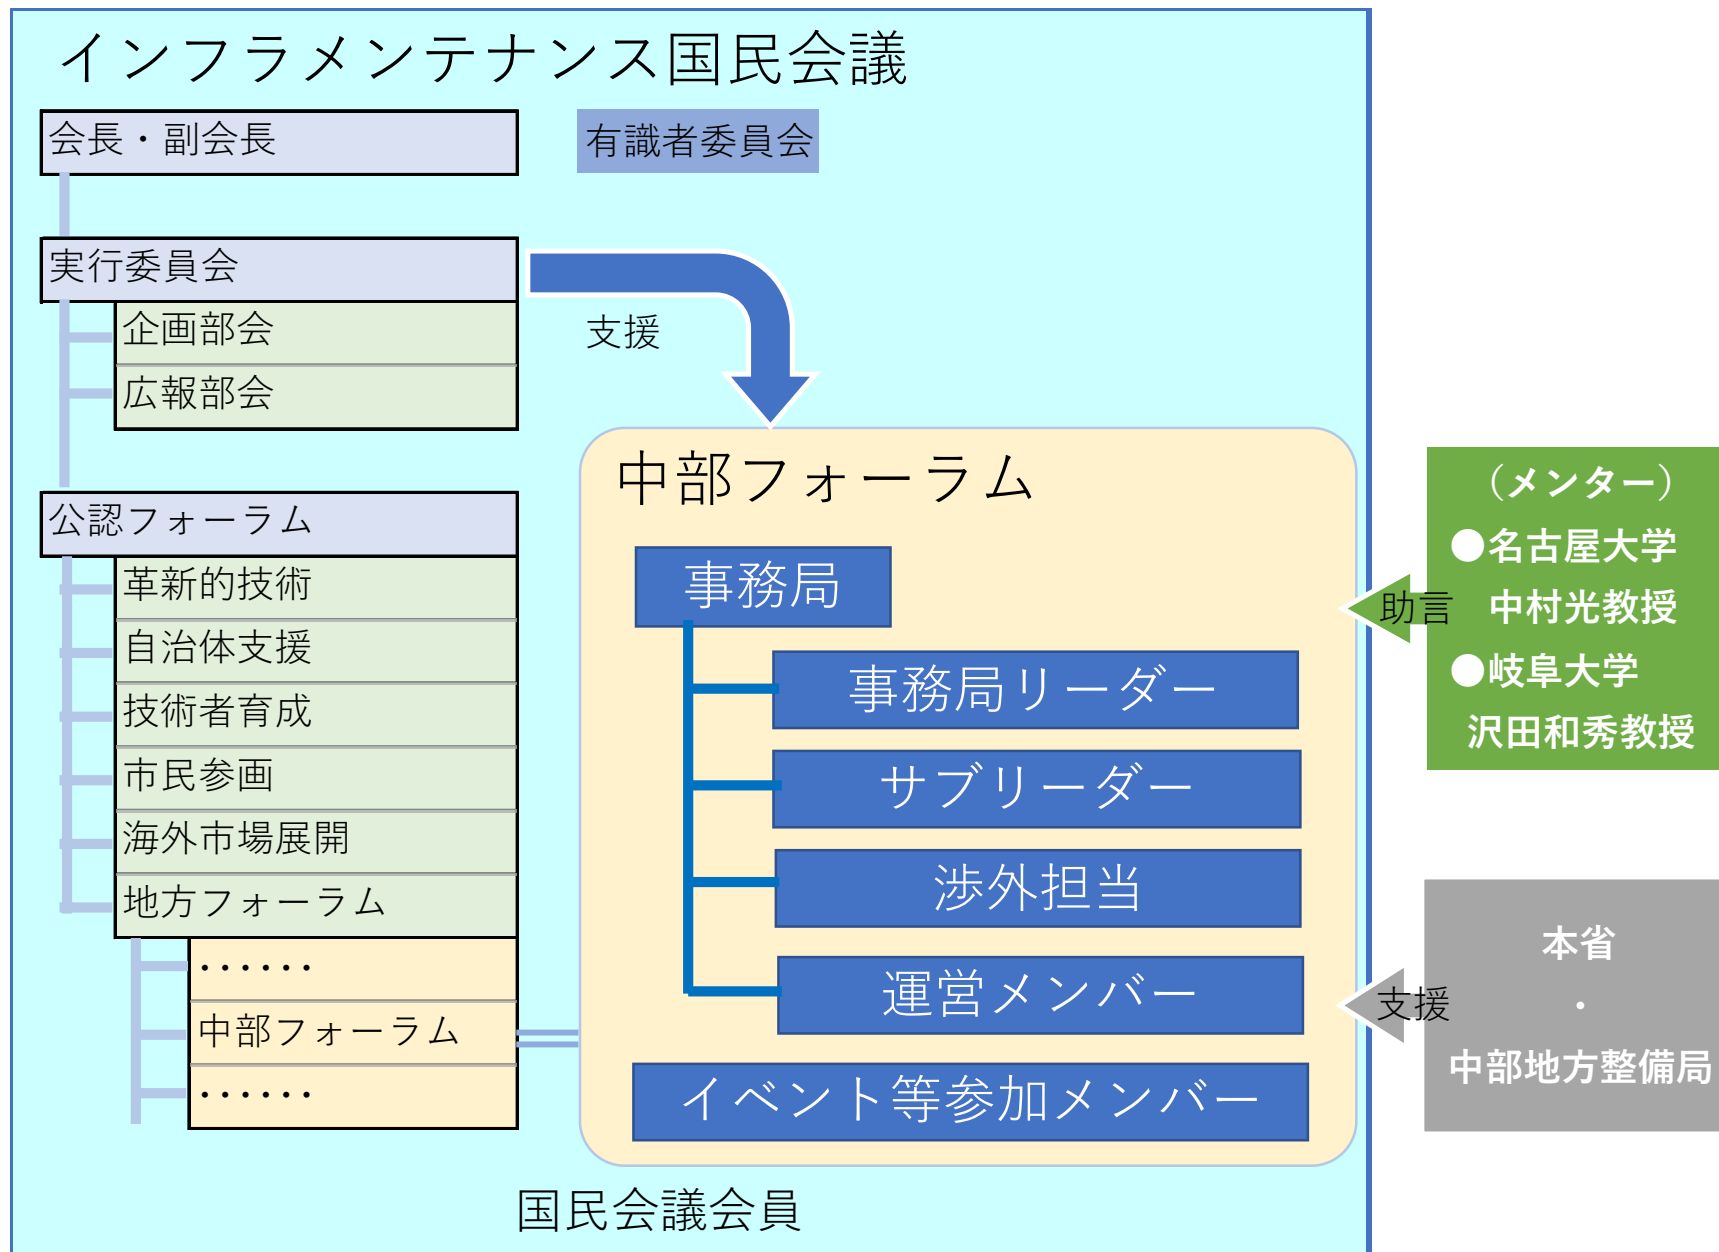 インフラメンテナンス国民会議
会長・副会長
有識者委員会
実行委員会
企画部会
広報部会
支援
公認フォーラム
革新的技術
自治体支援
技術者育成
市民参画
海外市場展開
地方フォーラム
・・・・・・
中部フォーラム
・・・・・・
中部フォーラム
事務局
事務局リーダー
サブリーダー
渉外担当
運営メンバー
イベント等参加メンバー
国民会議会員
助言
（メンター）
●名古屋大学
中村光教授
●岐阜大学
沢田和秀教授
支援
本省
・
中部地方整備局